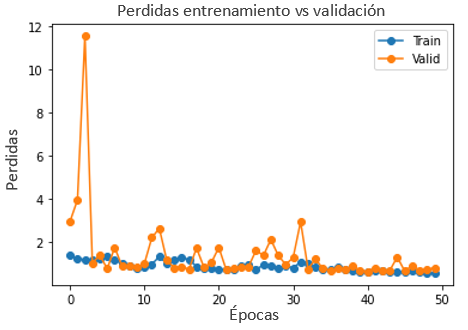 Perdidas entrenamiento vs validación
12
10
8
6
4
2
Perdidas
Train
Valid
0
10
20
30
40
50
Épocas